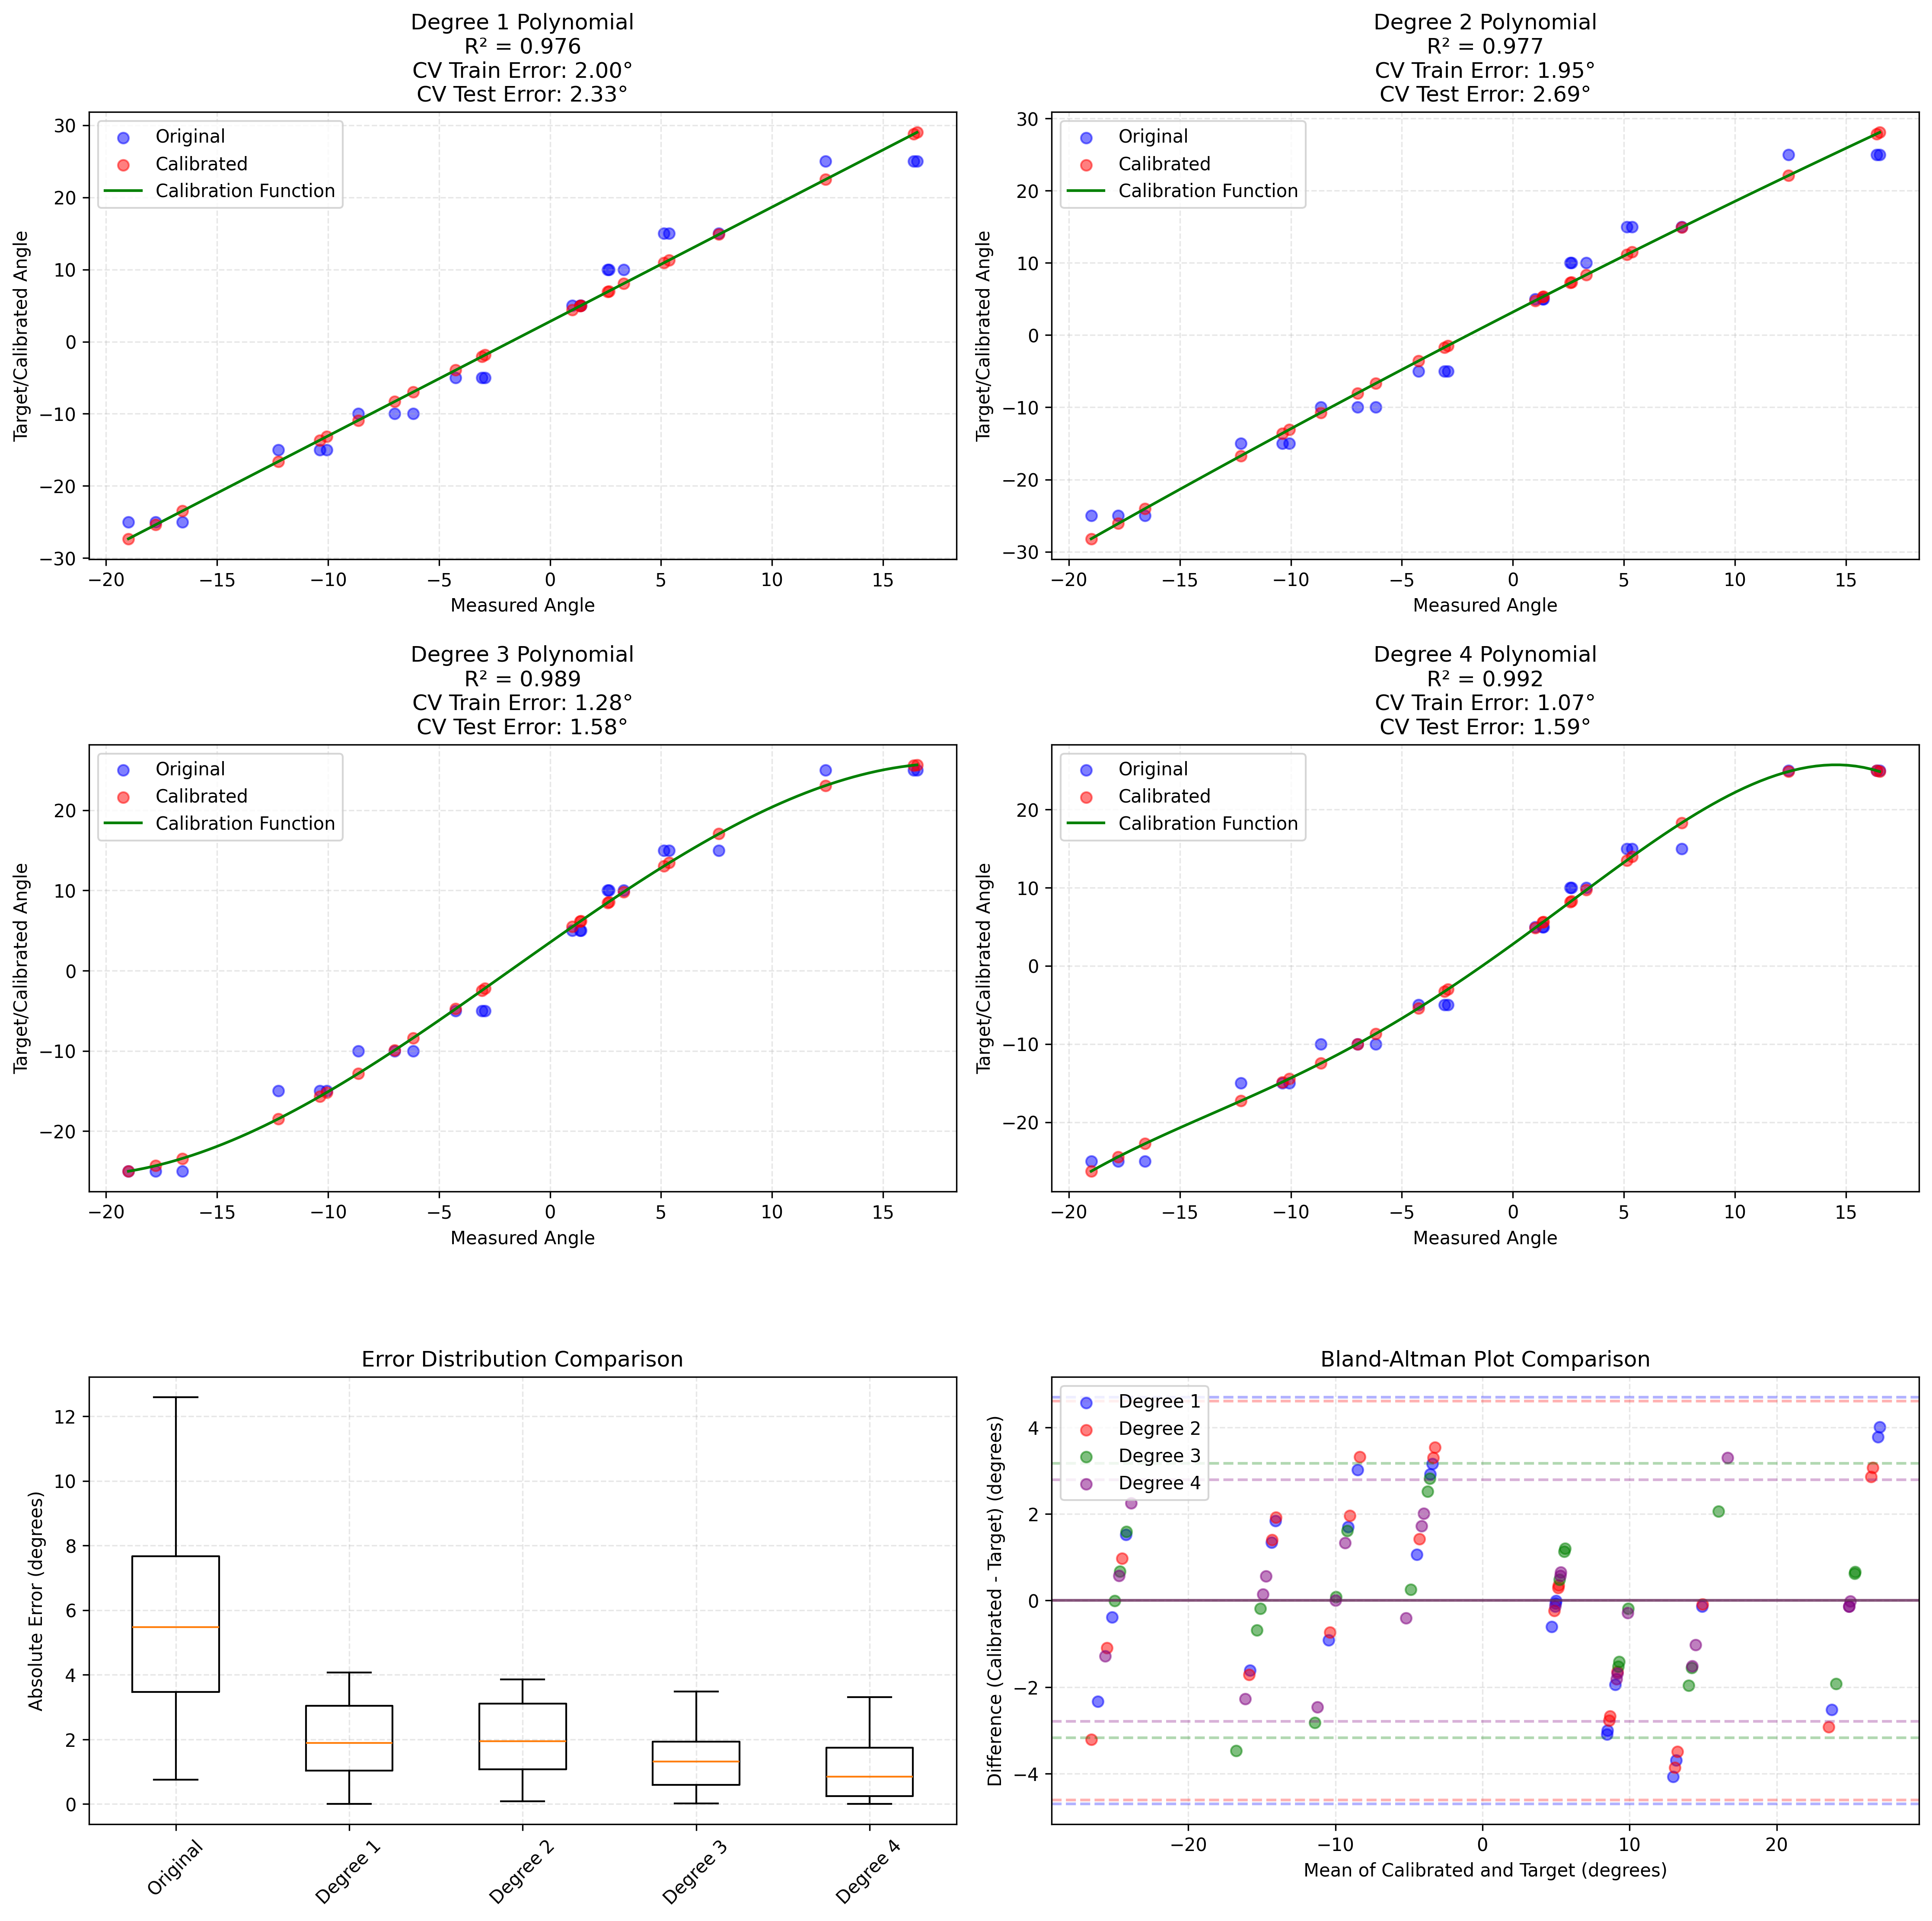 Degree 1 Polynomial
R² = 0.976
CV Train Error: 2.00°
CV Test Error: 2.33°
Original
Calibrated
Calibration Function
30
20
10
0
−10
−20
−30
Target/Calibrated Angle
−20 −15 −10 −5 0 5 10 15
Measured Angle
Degree 2 Polynomial
R² = 0.977
CV Train Error: 1.95°
CV Test Error: 2.69°
Original
Calibrated
Calibration Function
30
20
10
0
−10
−20
−30
Target/Calibrated Angle
−20 −15 −10 −5 0 5 10 15
Measured Angle
Degree 3 Polynomial
R² = 0.989
CV Train Error: 1.28°
CV Test Error: 1.58°
Original
Calibrated
Calibration Function
20
10
0
−10
−20
Target/Calibrated Angle
−20 −15 −10 −5 0 5 10 15
Measured Angle
Degree 4 Polynomial
R² = 0.992
CV Train Error: 1.07°
CV Test Error: 1.59°
Original
Calibrated
Calibration Function
20
10
0
−10
−20
Target/Calibrated Angle
−20 −15 −10 −5 0 5 10 15
Measured Angle
Error Distribution Comparison
12
10
8
6
4
2
0
Absolute Error (degrees)
Original Degree 1 Degree 2 Degree 3 Degree 4
Bland-Altman Plot Comparison
Degree 1
Degree 2
Degree 3
Degree 4
4
2
0
−2
−4
Difference (Calibrated - Target) (degrees)
−20 −10 0 10 20
Mean of Calibrated and Target (degrees)